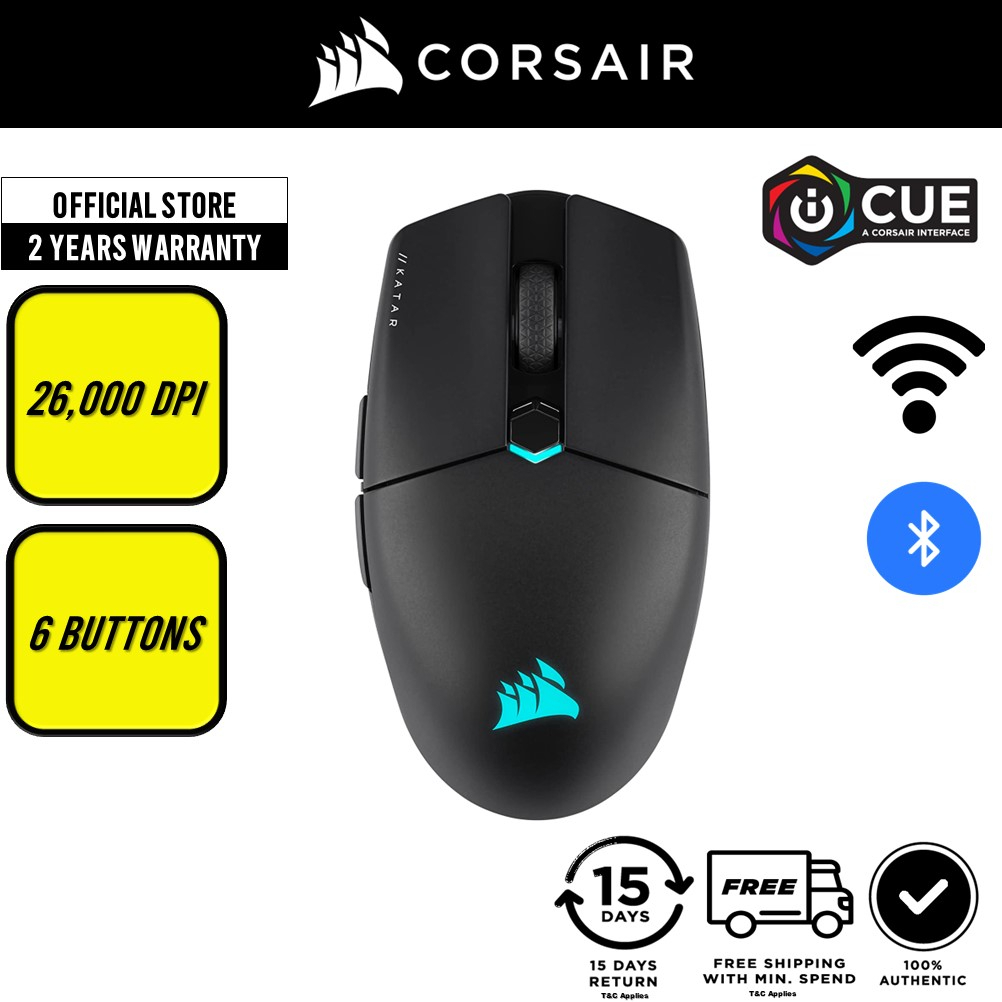 CORSAIR
OFFICIAL STORE
2 YEARS WARRANTY
iCUE
A CORSAIR INTERFACE
// KATAR
26,000 DPI
6 BUTTONS
15
DAYS
15 DAYS
RETURN
T&C Applies
FREE
FREE SHIPPING
WITH MIN. SPEND
T&C Applies
100%
AUTHENTIC